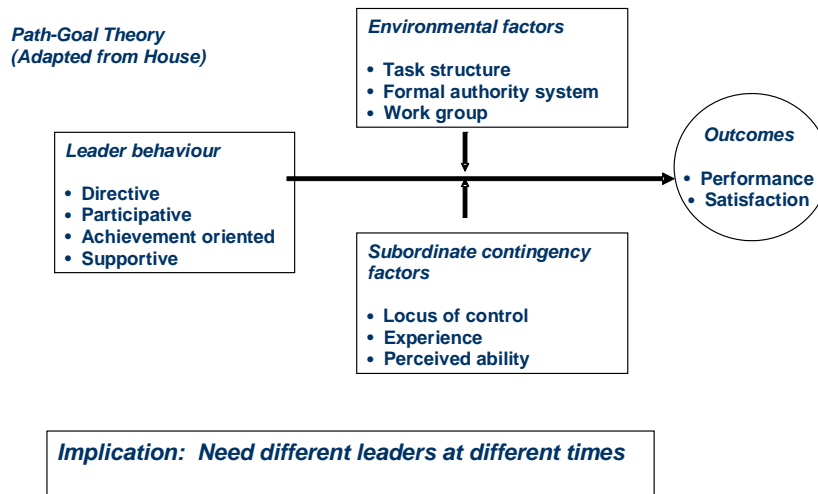 Path-Goal Theory
(Adapted from House)
Environmental factors
• Task structure
• Formal authority system
• Work group
Leader behaviour
• Directive
• Participative
• Achievement oriented
• Supportive
Outcomes
• Performance
• Satisfaction
Subordinate contingency
factors
• Locus of control
• Experience
• Perceived ability
Implication: Need different leaders at different times